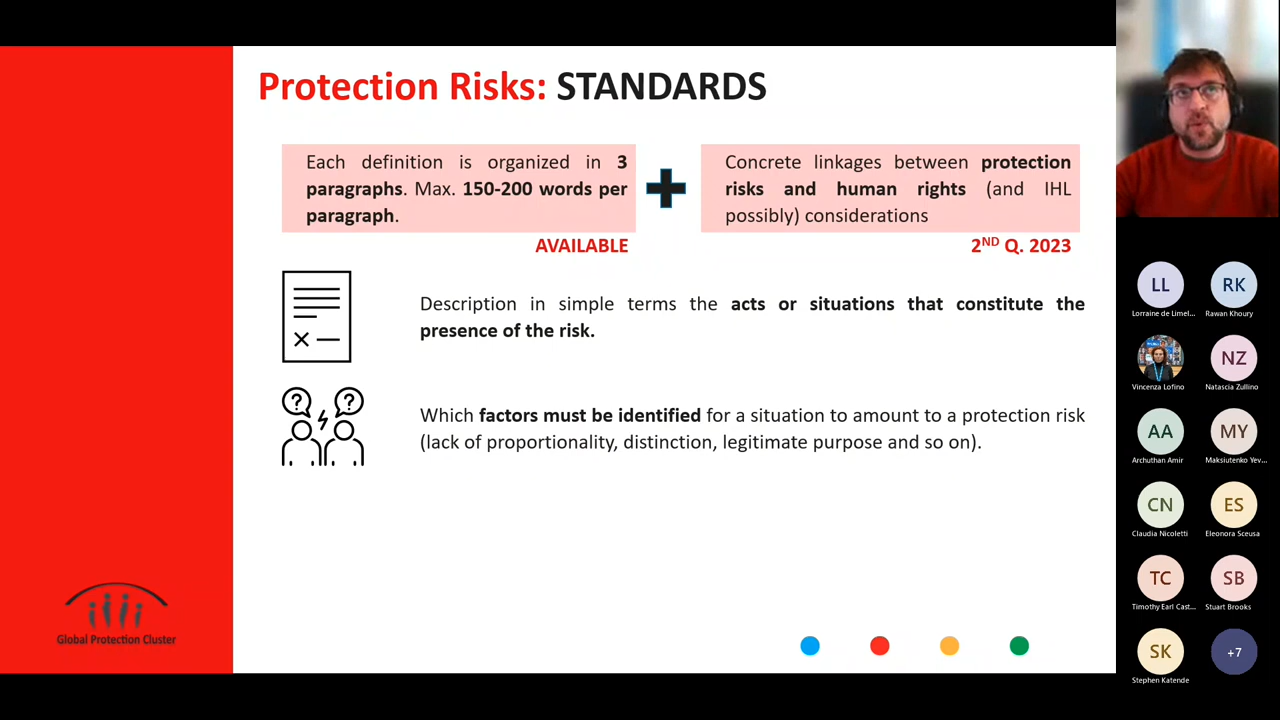 Protection Risks: STANDARDS
Each definition is organized in 3
paragraphs. Max. 150-200 words per
paragraph.
AVAILABLE
Concrete linkages between protection
risks and human rights (and IHL
possibly) considerations
2ND Q. 2023
Description in simple terms the acts or situations that constitute the
presence of the risk.
? ?
Which factors must be identified for a situation to amount to a protection risk
(lack of proportionality, distinction, legitimate purpose and so on).
Global Protection Cluster
LL RK
Lorraine de Limel... Rawan Khoury
NZ
Vincenza Lofino Natascia Zullino
AA MY
Archuthan Amir Maksiutenko Yev...
CN ES
Claudia Nicoletti Eleonora Sceusa
TC SB
Timothy Earl Cast... Stuart Brooks
SK +7
Stephen Katende